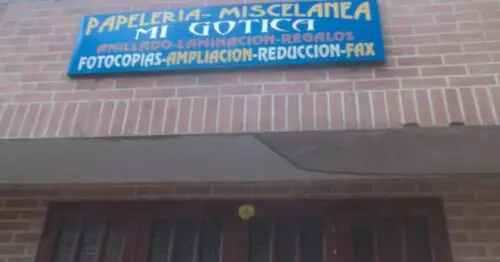 PAPELERIA- MISCELANEA
MI GOTICA
ANILLADO-LAMINACION-REGALOS
FOTOCOPIAS-AMPLIACION-REDUCCION-FAX